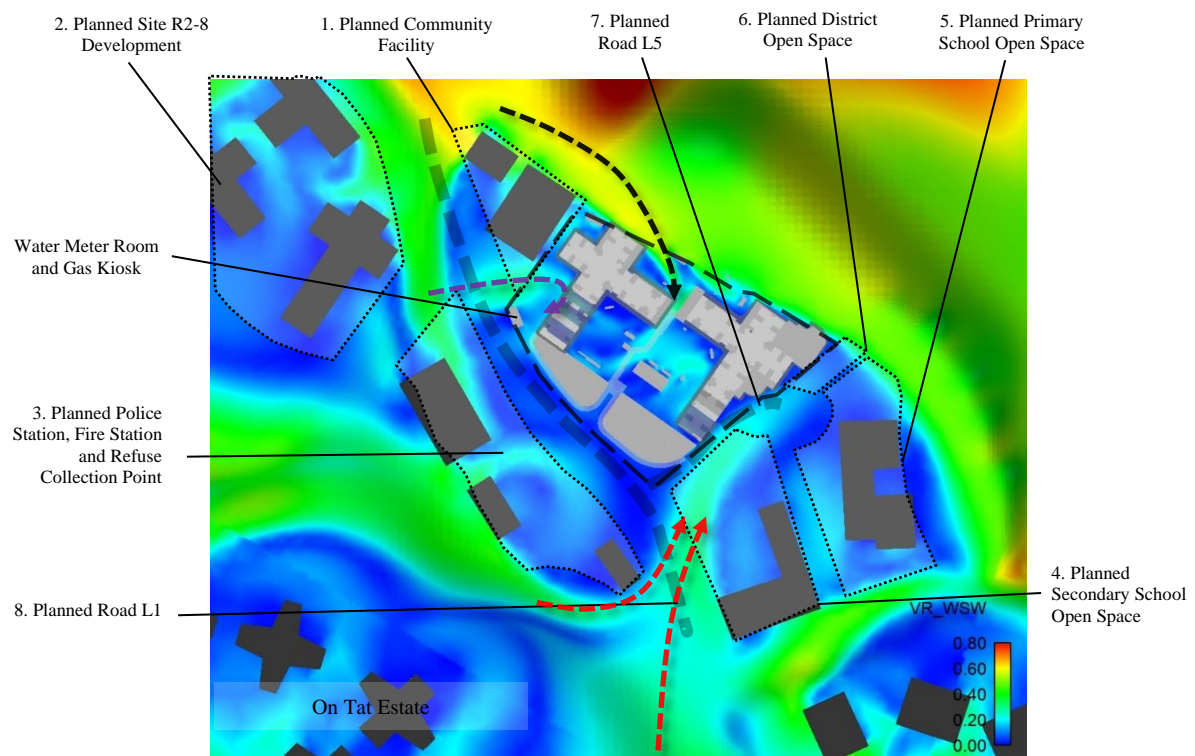 2. Planned Site R2-8
Development
1. Planned Community
Facility
7. Planned
Road L5
6. Planned District
Open Space
5. Planned Primary
School Open Space
Water Meter Room
and Gas Kiosk
3. Planned Police
Station, Fire Station
and Refuse
Collection Point
8. Planned Road L1
4. Planned
Secondary School
Open Space
On Tat Estate
VR_WSW
0.80
0.60
0.40
0.20
0.00